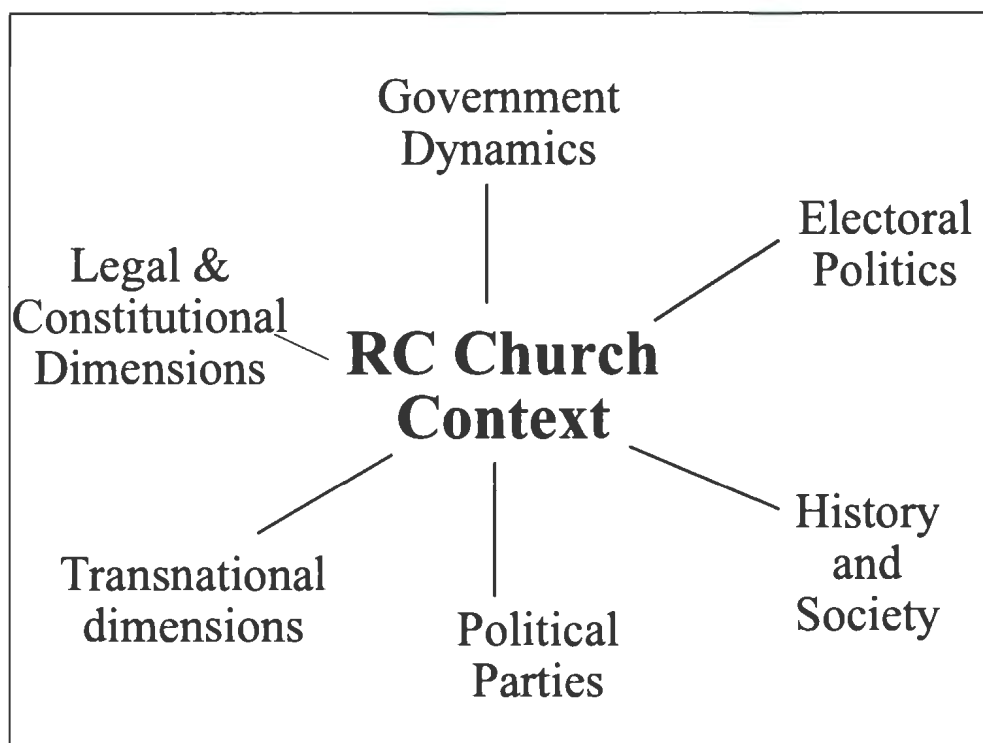 Government
Dynamics
Electoral
Politics
Legal &
Constitutional
Dimensions
RC Church
Context
History
and
Society
Transnational
dimensions
Political
Parties